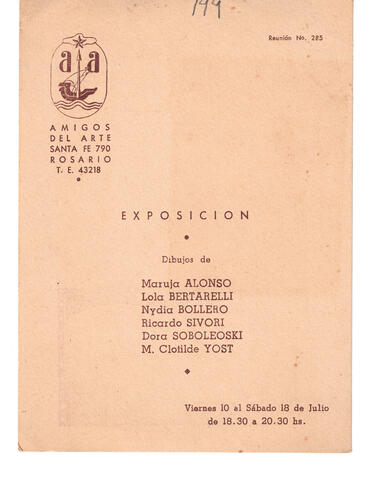 199
Reunión No. 285
a a
AMIGOS
DEL ARTE
SANTA FE 790
ROSARIO
T. E. 43218
EXPOSICION
Dibujos de
Maruja ALONSO
Lola BERTARELLI
Nydia BOLLERO
Ricardo SIVORI
Dora SOBOLEOSKI
M. Clotilde YOST
Viernes 10 al Sábado 18 de Julio
de 18.30 a 20.30 hs.